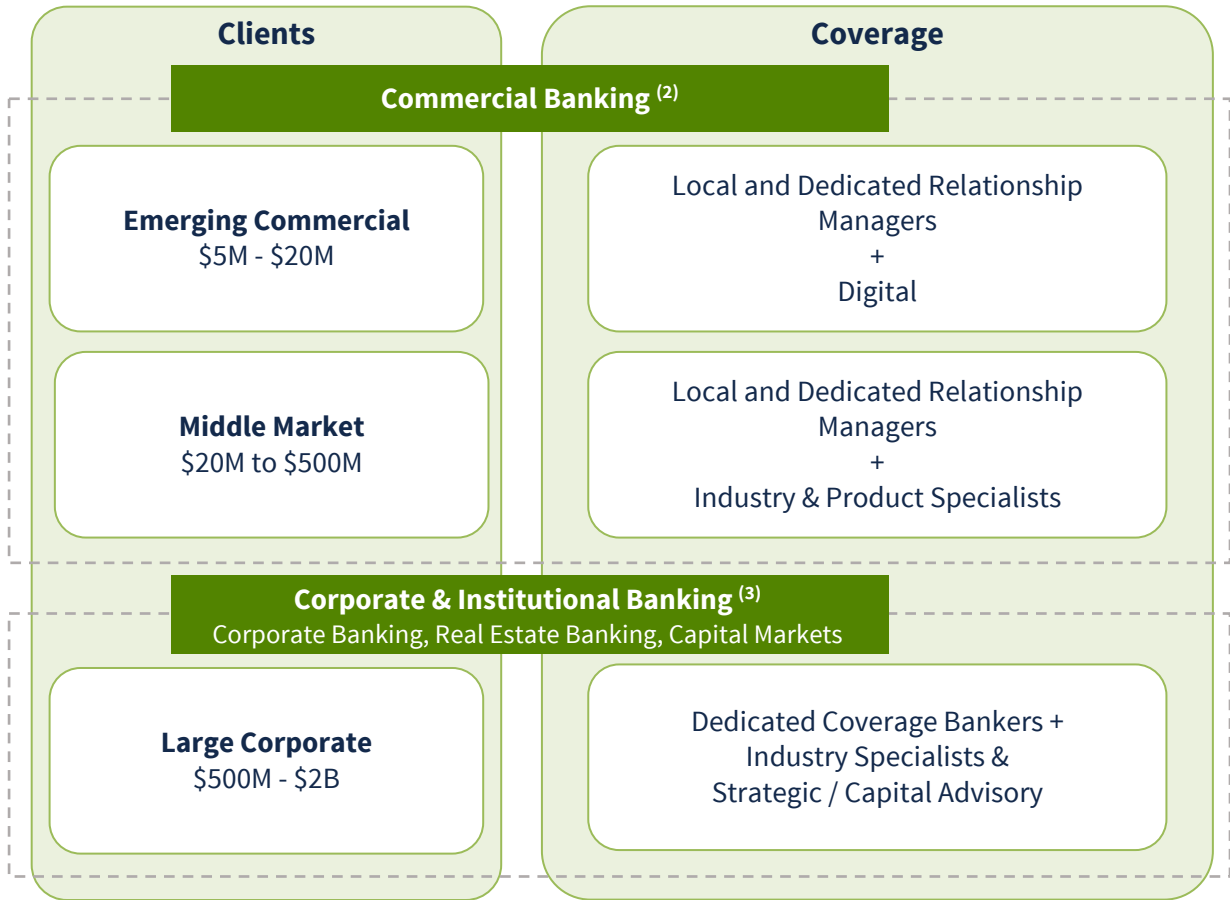 Clients
Coverage
Commercial Banking (2)
Emerging Commercial
$5M - $20M
Local and Dedicated Relationship
Managers
+
Digital
Middle Market
$20M to $500M
Local and Dedicated Relationship
Managers
+
Industry & Product Specialists
Corporate & Institutional Banking (3)
Corporate Banking, Real Estate Banking, Capital Markets
Large Corporate
$500M - $2B
Dedicated Coverage Bankers +
Industry Specialists &
Strategic / Capital Advisory